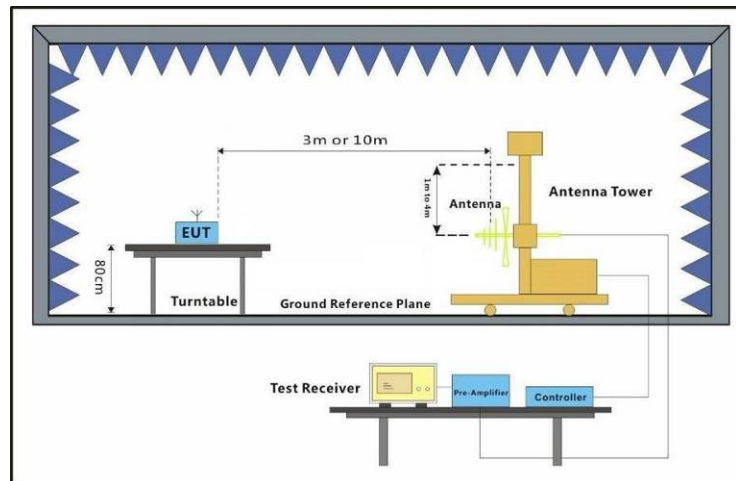 3m or 10m
1m to 4m
Antenna
Antenna Tower
EUT
80cm
Turntable
Ground Reference Plane
Test Receiver
Pre-Amplifier
Controller